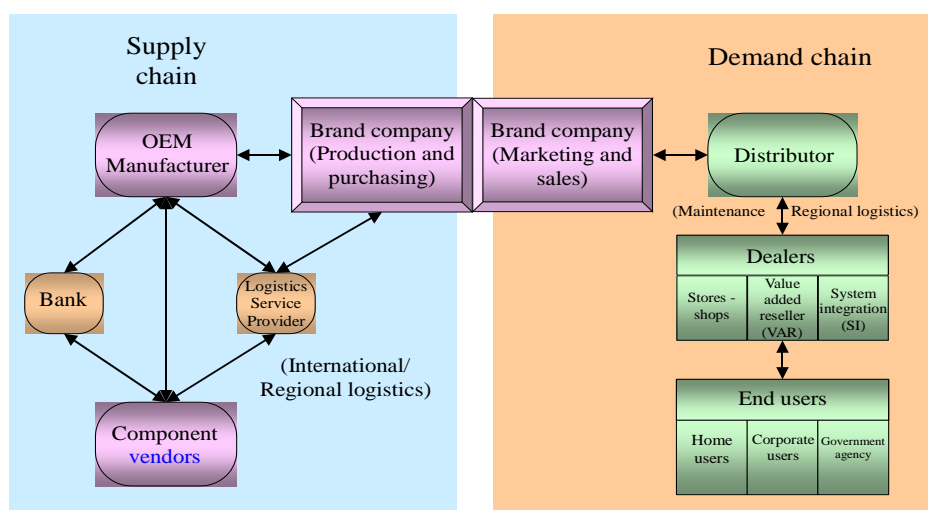 Supply
chain
Demand chain
OEM
Manufacturer
Brand company
(Production and
purchasing)
Brand company
(Marketing and
sales)
Distributor
(Maintenance
Regional logistics)
Dealers
Stores -
shops
Value
added
reseller
(VAR)
System
integration
(SI)
Bank
Logistics
Service
Provider
(International/
Regional logistics)
Component
vendors
End users
Home
users
Corporate
users
Government
agency